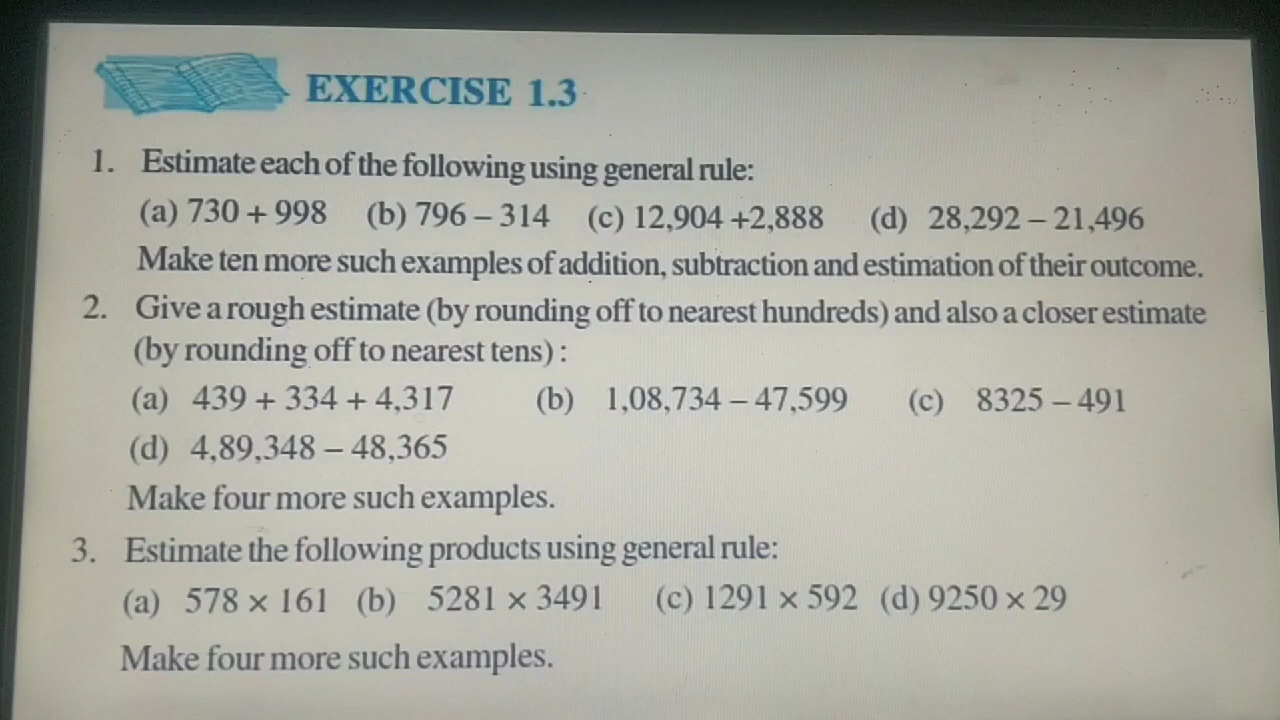 EXERCISE 1.3
1. Estimate each of the following using general rule:
(a) 730 + 998 (b) 796 – 314 (c) 12,904 +2,888 (d) 28,292 – 21,496
Make ten more such examples of addition, subtraction and estimation of their outcome.
2. Give a rough estimate (by rounding off to nearest hundreds) and also a closer estimate
(by rounding off to nearest tens) :
(a) 439 + 334 + 4,317 (b) 1,08,734 – 47,599 (c) 8325 – 491
(d) 4,89,348 – 48,365
Make four more such examples.
3. Estimate the following products using general rule:
(a) 578 × 161 (b) 5281 × 3491 (c) 1291 × 592 (d) 9250 × 29
Make four more such examples.